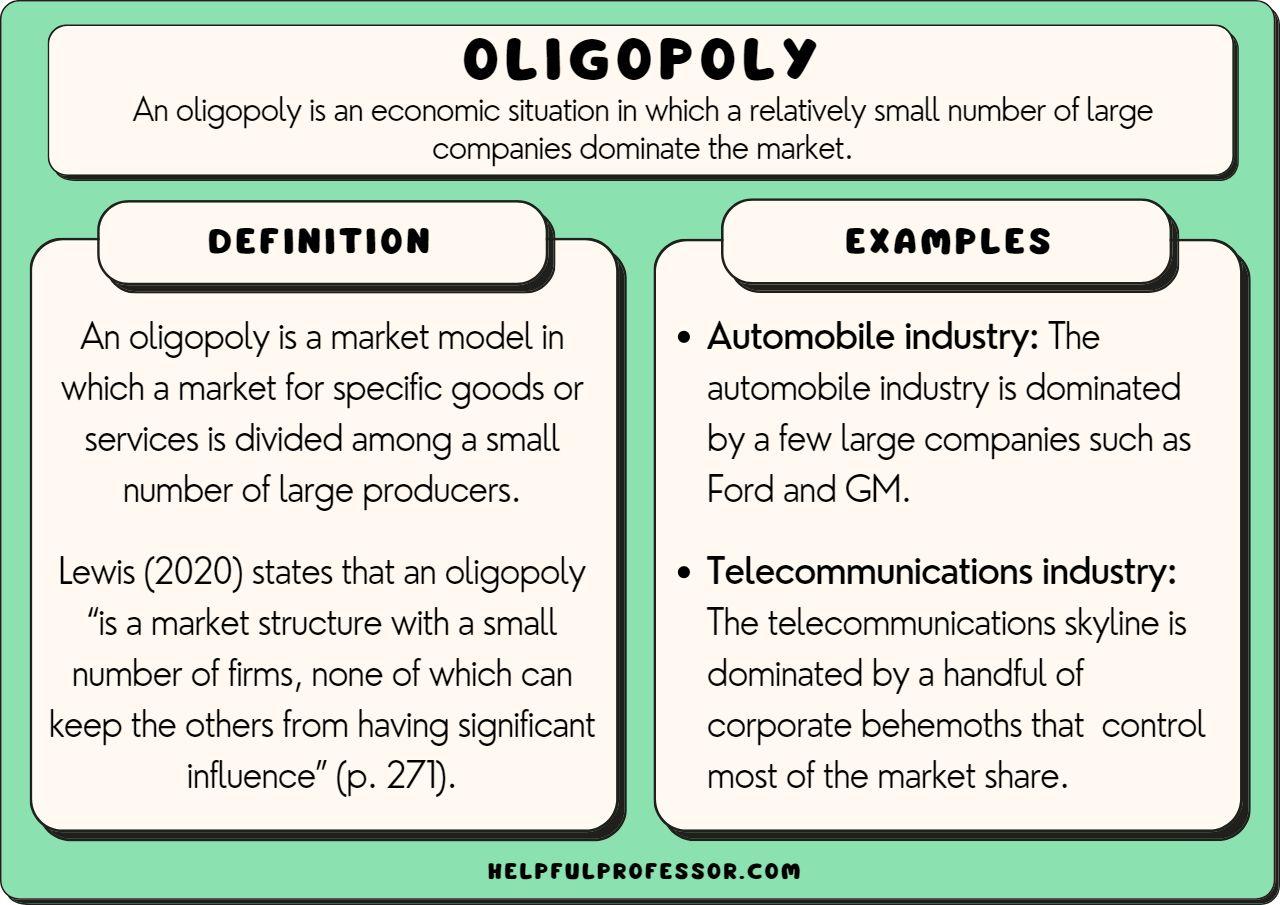 OLIGOPOLY
An oligopoly is an economic situation in which a relatively small number of large
companies dominate the market.
DEFINITION
An oligopoly is a market model in
which a market for specific goods or
services is divided among a small
number of large producers.
Lewis (2020) states that an oligopoly
“is a market structure with a small
number of firms, none of which can
keep the others from having significant
influence” (p. 271).
EXAMPLES
• Automobile industry: The
automobile industry is dominated
by a few large companies such as
Ford and GM.
• Telecommunications industry:
The telecommunications skyline is
dominated by a handful of
corporate behemoths that  control
most of the market share.
HELPFULPROFESSOR.COM